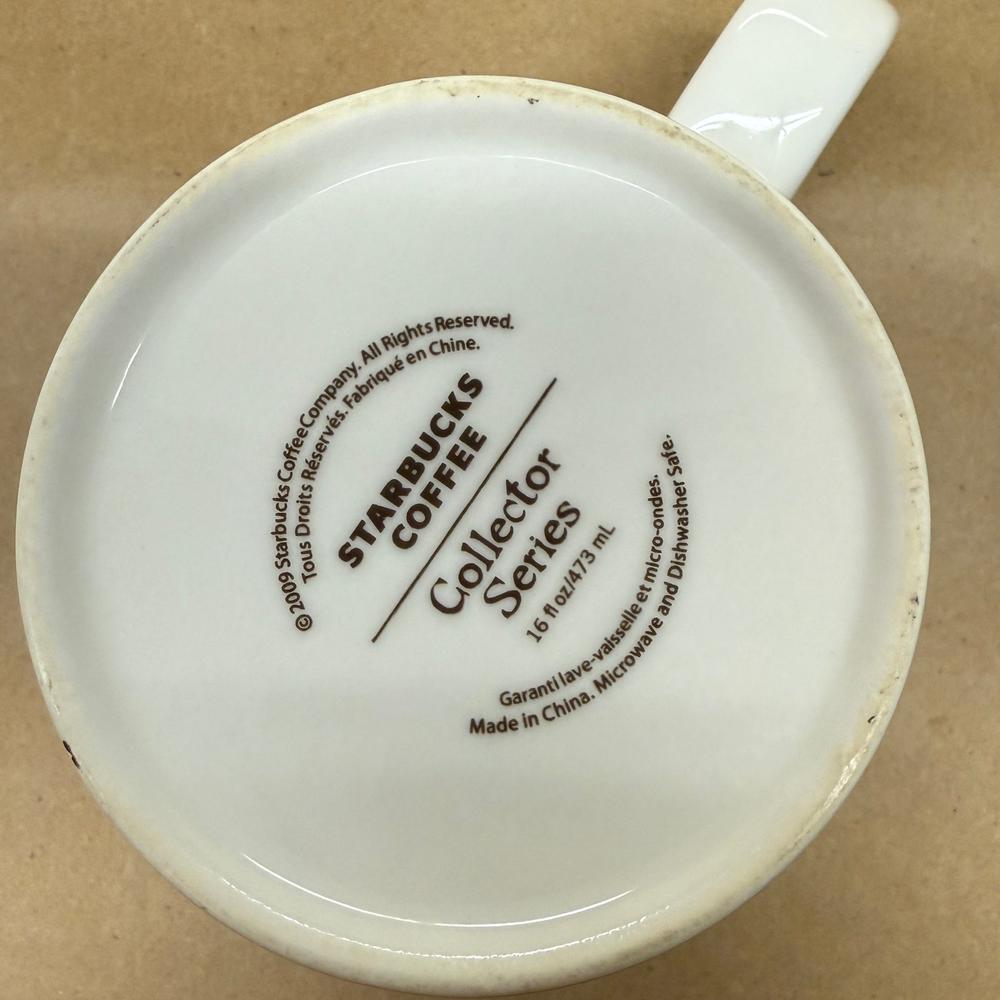 © 2009 Starbucks Coffee Company. All Rights Reserved.
Tous Droits Réservés. Fabriqué en Chine.
STARBUCKS
COFFEE
Collector
Series
16 fl oz/473 mL
Garanti lave-vaisselle et micro-ondes.
Made in China. Microwave and Dishwasher Safe.